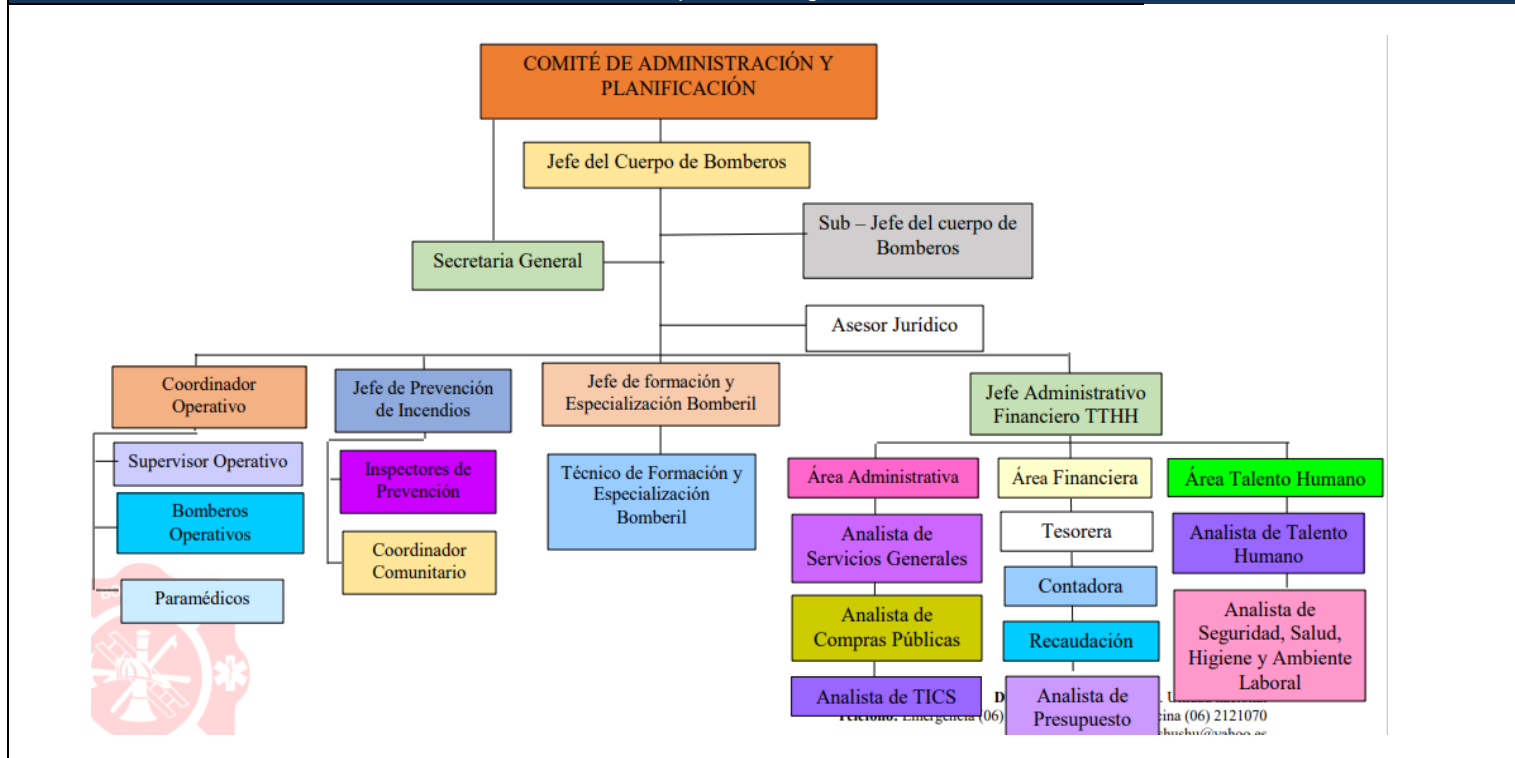 COMITÉ DE ADMINISTRACIÓN Y
PLANIFICACIÓN
Jefe del Cuerpo de Bomberos
Sub – Jefe del cuerpo de
Bomberos
Secretaria General
Asesor Jurídico
Coordinador
Operativo
Supervisor Operativo
Bomberos
Operativos
Paramédicos
Jefe de Prevención
de Incendios
Inspectores de
Prevención
Coordinador
Comunitario
Jefe de formación y
Especialización Bomberil
Técnico de Formación y
Especialización
Bomberil
Jefe Administrativo
Financiero TTHH
Área Administrativa
Analista de
Servicios Generales
Analista de
Compras Públicas
Analista de TICS
Área Financiera
Tesorera
Contadora
Recaudación
Analista de
Presupuesto
Área Talento Humano
Analista de Talento
Humano
Analista de
Seguridad, Salud,
Higiene y Ambiente
Laboral
(06) 2121070